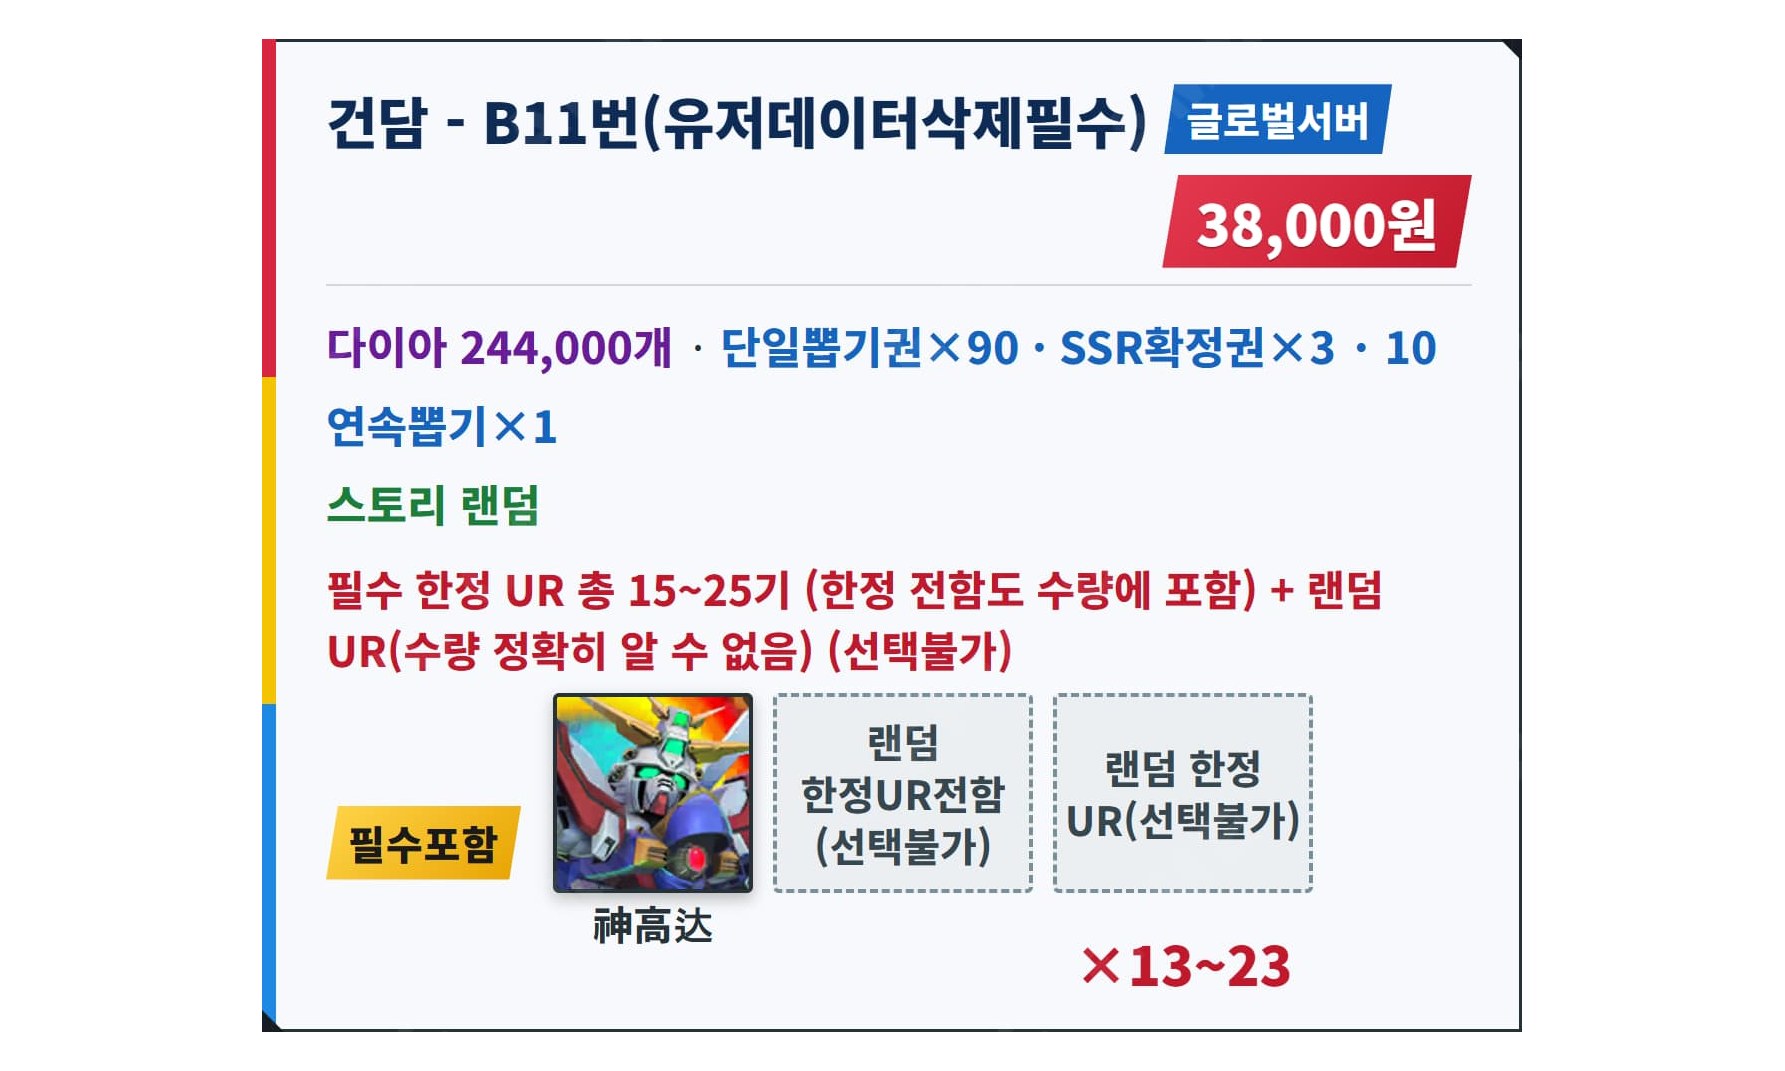 건담 - B11번(유저데이터삭제필수) 글로벌서버
38,000원
다이아 244,000개 · 단일뽑기권×90 · SSR확정권×3 · 10
연속뽑기×1
스토리 랜덤
필수 한정 UR 총 15~25기 (한정 전함도 수량에 포함) + 랜덤
UR(수량 정확히 알 수 없음) (선택불가)
필수포함
神高达
랜덤
한정UR전함
(선택불가)
랜덤 한정
UR(선택불가)
×13~23